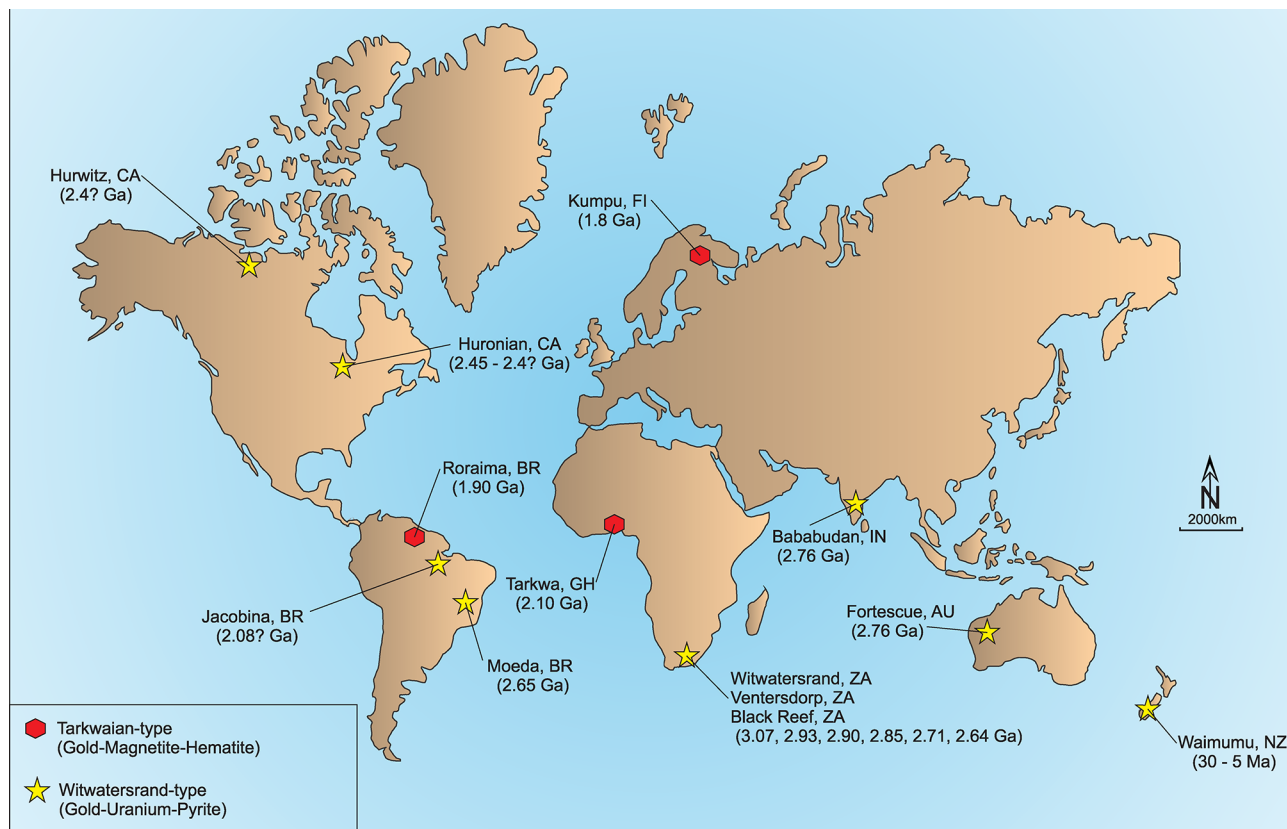 Hurwitz, CA
(2.4? Ga)
Kumpu, FI
(1.8 Ga)
Huronian, CA
(2.45 - 2.4? Ga)
Roraima, BR
(1.90 Ga)
N
2000km
Bababudan, IN
(2.76 Ga)
Tarkwa, GH
(2.10 Ga)
Jacobina, BR
(2.08? Ga)
Fortescue, AU
(2.76 Ga)
Moeda, BR
(2.65 Ga)
Witwatersrand, ZA
Ventersdorp, ZA
Black Reef, ZA
(3.07, 2.93, 2.90, 2.85, 2.71, 2.64 Ga)
Waimumu, NZ
(30 - 5 Ma)
Tarkwaian-type
(Gold-Magnetite-Hematite)
Witwatersrand-type
(Gold-Uranium-Pyrite)